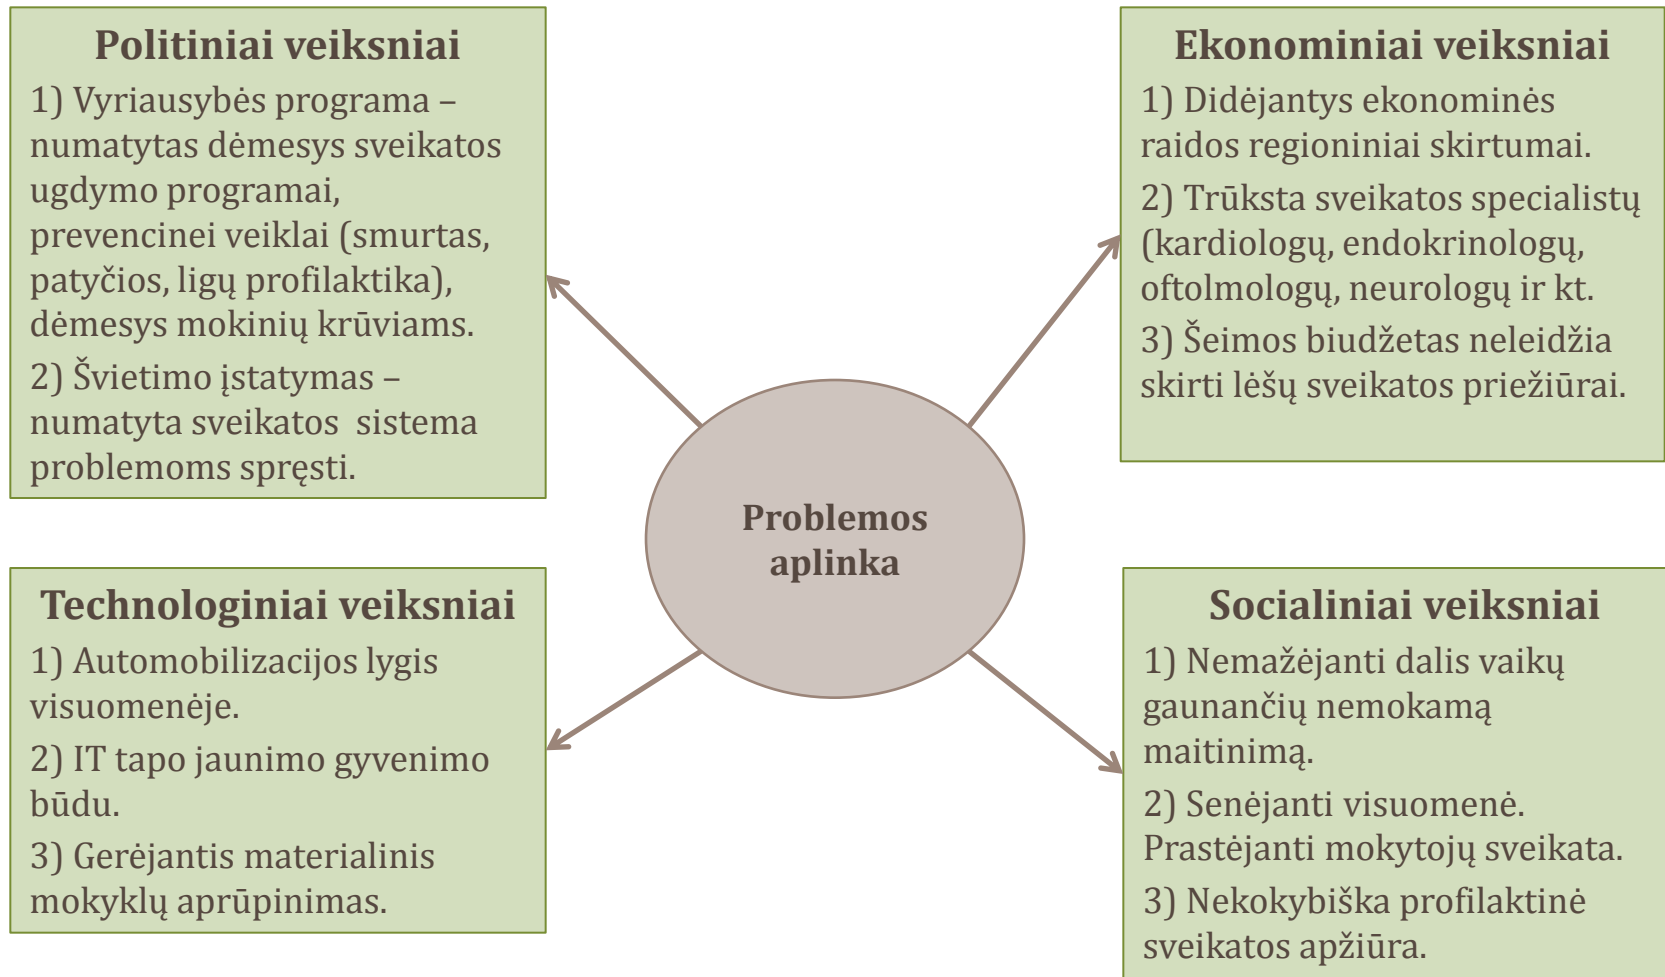 Politiniai veiksniai
1) Vyriausybės programa –
numatytas dėmesys sveikatos
ugdymo programai,
prevencinei veiklai (smurtas,
patyčios, ligų profilaktika),
dėmesys mokinių krūviams.
2) Švietimo įstatymas –
numatyta sveikatos  sistema
problemoms spręsti.
Ekonominiai veiksniai
1) Didėjantys ekonominės
raidos regioniniai skirtumai.
2) Trūksta sveikatos specialistų
(kardiologų, endokrinologų,
oftolmologų, neurologų ir kt.
3) Šeimos biudžetas neleidžia
skirti lėšų sveikatos priežiūrai.
Problemos
aplinka
Technologiniai veiksniai
1) Automobilizacijos lygis
visuomenėje.
2) IT tapo jaunimo gyvenimo
būdu.
3) Gerėjantis materialinis
mokyklų aprūpinimas.
Socialiniai veiksniai
1) Nemažėjanti dalis vaikų
gaunančių nemokamą
maitinimą.
2) Senėjanti visuomenė.
Prastėjanti mokytojų sveikata.
3) Nekokybiška profilaktinė
sveikatos apžiūra.